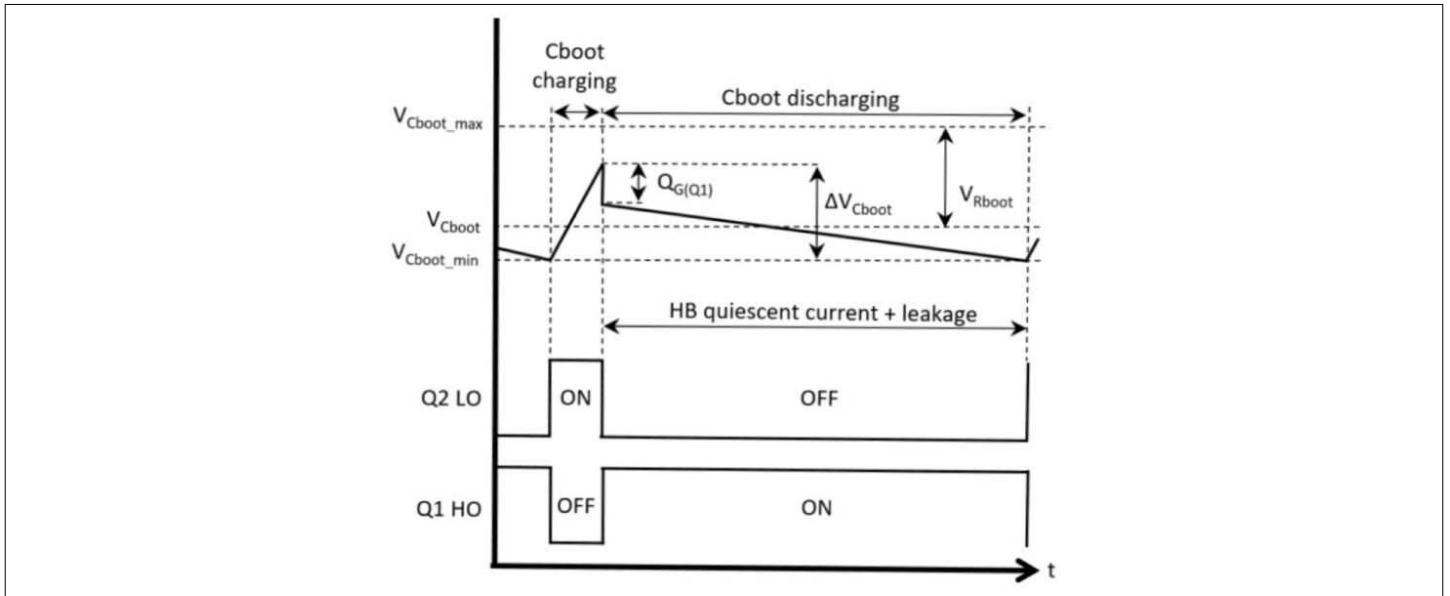 Cboot
charging
Cboot discharging
VCboot_max
QG(Q1)
ΔVCboot
VRboot
VCboot
VCboot_min
HB quiescent current + leakage
Q2 LO
ON
OFF
Q1 HO
OFF
ON
t